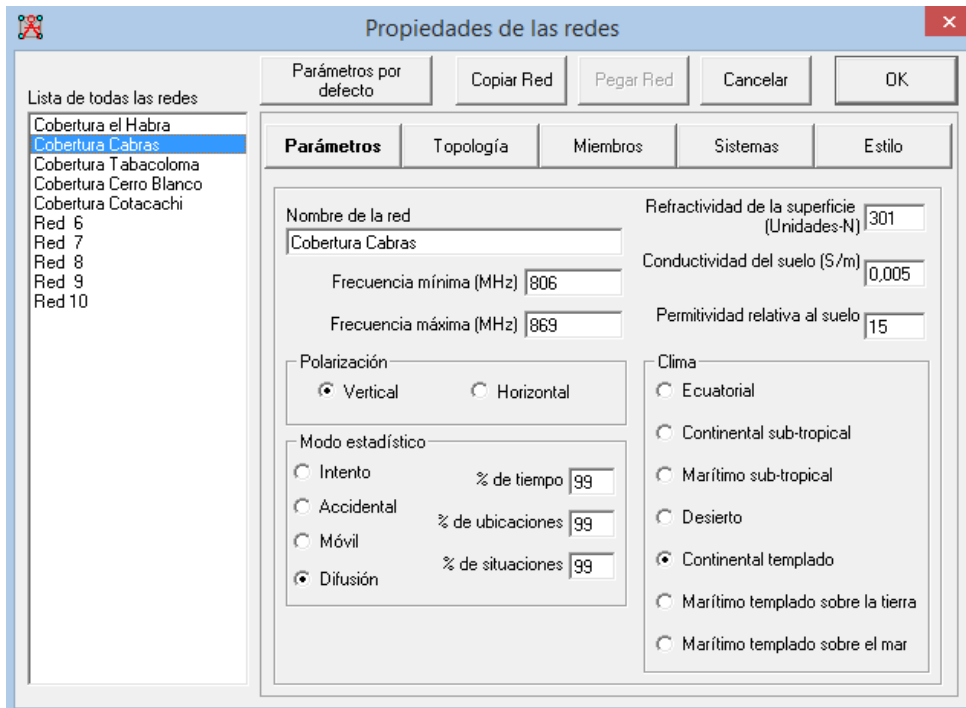 Propiedades de las redes
Lista de todas las redes
Cobertura el Habra
Cobertura Cabras
Cobertura Tabacoloma
Cobertura Cerro Blanco
Cobertura Cotacachi
Red 6
Red 7
Red 8
Red 9
Red 10
Parámetros por
defecto
Copiar Red
Pegar Red
Cancelar
OK
Parámetros
Topología
Miembros
Sistemas
Estilo
Nombre de la red
Cobertura Cabras
Frecuencia mínima (MHz) 806
Frecuencia máxima (MHz) 869
Refractividad de la superficie
(Unidades-N) 301
Conductividad del suelo (S/m) 0,005
Permitividad relativa al suelo 15
Polarización
Vertical
Horizontal
Modo estadístico
Intento
Accidental
Móvil
Difusión
% de tiempo 99
% de ubicaciones 99
% de situaciones 99
Clima
Ecuatorial
Continental sub-tropical
Marítimo sub-tropical
Desierto
Continental templado
Marítimo templado sobre la tierra
Marítimo templado sobre el mar